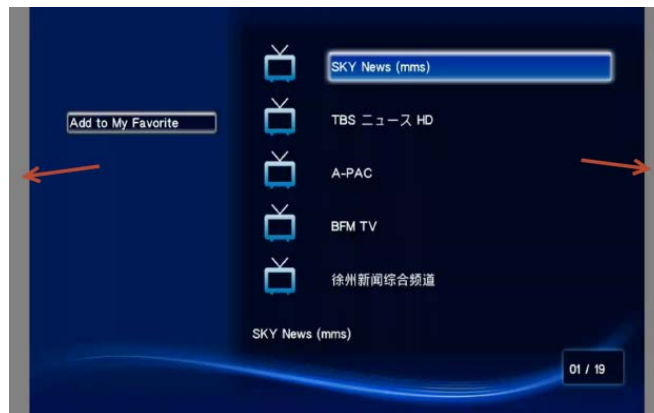 SKY News (mms)
Add to My Favorite
TBS ニュース HD
A-PAC
BFM TV
徐州新闻综合频道
SKY News (mms)
01 / 19